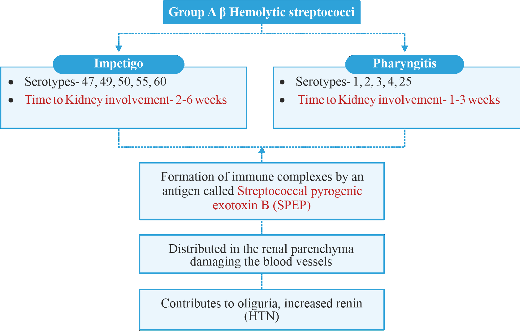 Group A β Hemolytic streptococci
Impetigo
• Serotypes- 47, 49, 50, 55, 60
• Time to Kidney involvement- 2-6 weeks
Pharyngitis
• Serotypes- 1, 2, 3, 4, 25
• Time to Kidney involvement- 1-3 weeks
Formation of immune complexes by an
antigen called Streptococcal pyrogenic
exotoxin B (SPEP)
Distributed in the renal parenchyma
damaging the blood vessels
Contributes to oliguria, increased renin
(HTN)